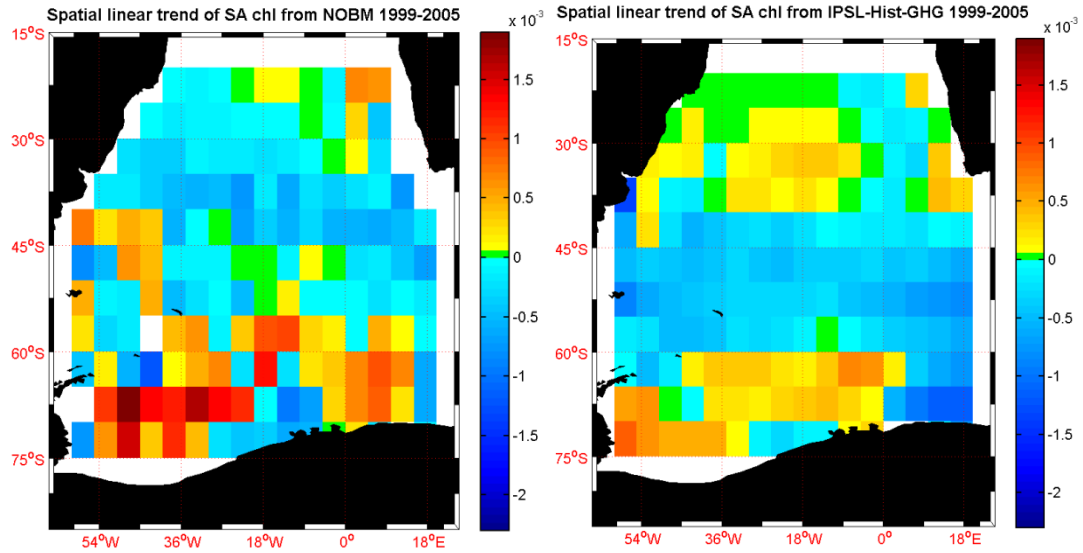 Spatial linear trend of SA chl from NOBM 1999-2005
x 10⁻³
15°S
30°S
45°S
60°S
75°S
54°W
36°W
18°W
0°
18°E
1.5
1
0.5
0
-0.5
-1
-1.5
-2
Spatial linear trend of SA chl from IPSL-Hist-GHG 1999-2005
x 10⁻³
15°S
30°S
45°S
60°S
75°S
54°W
36°W
18°W
0°
18°E
1.5
1
0.5
0
-0.5
-1
-1.5
-2